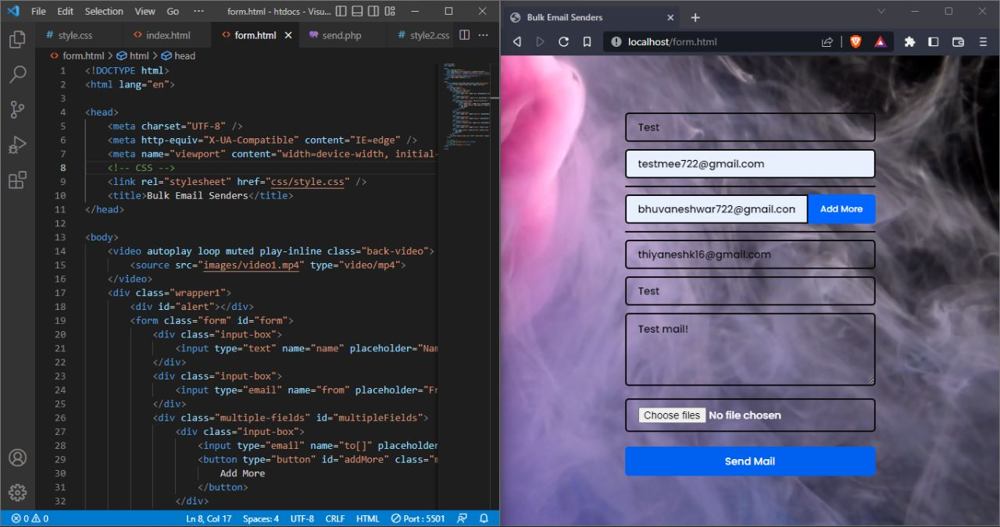 File Edit Selection View Go ··· form.html - htdocs - Visu...
# style.css <> index.html <> form.html send.php # style2.css ···
<> form.html > html > head
1 <!DOCTYPE html>
2 <html lang="en">
3
4 <head>
5 <meta charset="UTF-8" />
6 <meta http-equiv="X-UA-Compatible" content="IE=edge" />
7 <meta name="viewport" content="width=device-width, initial-
8 <!-- CSS -->
9 <link rel="stylesheet" href="css/style.css" />
10 <title>Bulk Email Senders</title>
11 </head>
12
13 <body>
14 <video autoplay loop muted play-inline class="back-video">
15 <source src="images/video1.mp4" type="video/mp4">
16 </video>
17 <div class="wrapper1">
18 <div id="alert"></div>
19 <form class="form" id="form">
20 <div class="input-box">
21 <input type="text" name="name" placeholder="Nam
22 </div>
23 <div class="input-box">
24 <input type="email" name="from" placeholder="Fr
25 </div>
26 <div class="multiple-fields" id="multipleFields">
27 <div class="input-box">
28 <input type="email" name="to[]" placeholder
29 <button type="button" id="addMore" class="m
30 Add More
31 </button>
32 </div>
0 0 Ln 8, Col 17 Spaces: 4 UTF-8 CRLF HTML Port : 5501
Bulk Email Senders
localhost/form.html
Test
testmee722@gmail.com
bhuvaneshwar722@gmail.con Add More
thiyaneshk16@gmail.com
Test
Test mail!
Choose files No file chosen
Send Mail